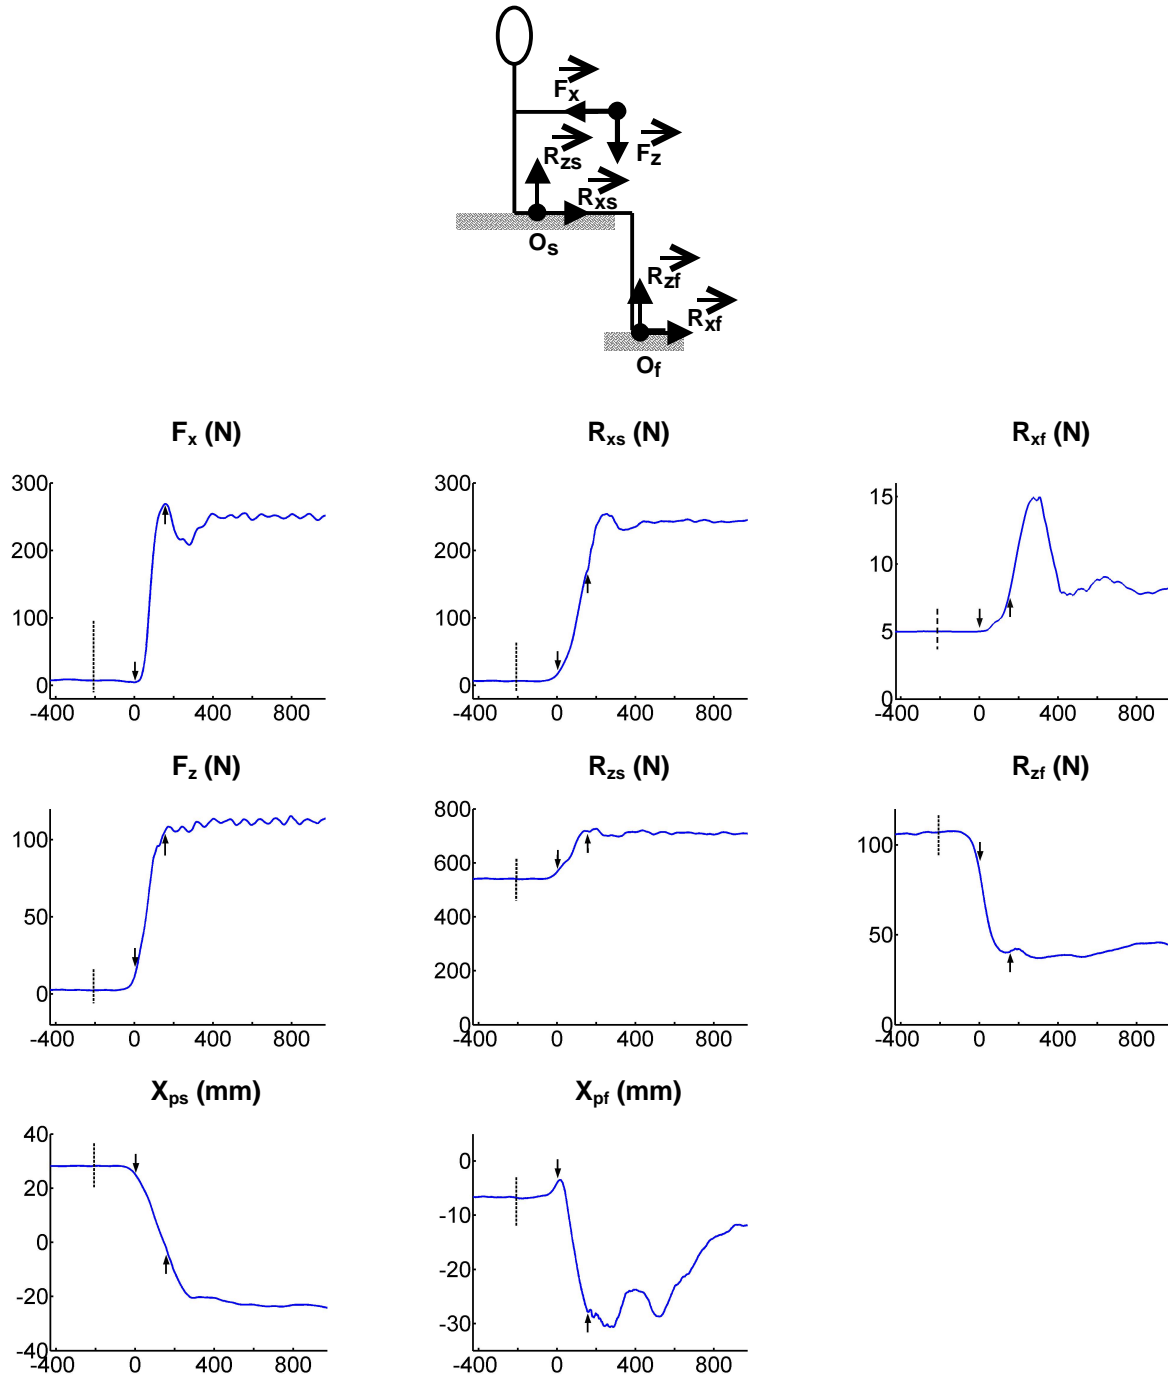 Fx
Fz
Rzs
Rxs
Os
Rzf
Rxf
Of
Fx (N) Rxs (N) Rxf (N)
300 300 15
200 200 10
100 100 5
0 0 0
-400 0 400 800 -400 0 400 800 -400 0 400 800
Fz (N) Rzs (N) Rzf (N)
100 800 100
50 600 50
0 400 0
200
0
-400 0 400 800 -400 0 400 800 -400 0 400 800
Xps (mm) Xpf (mm)
40 0
20 -10
0 -20
-20 -30
-40
-400 0 400 800 -400 0 400 800